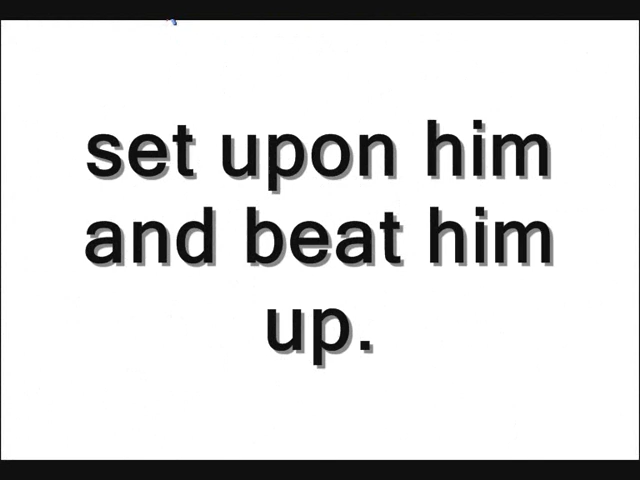 set upon him
and beat him
up.